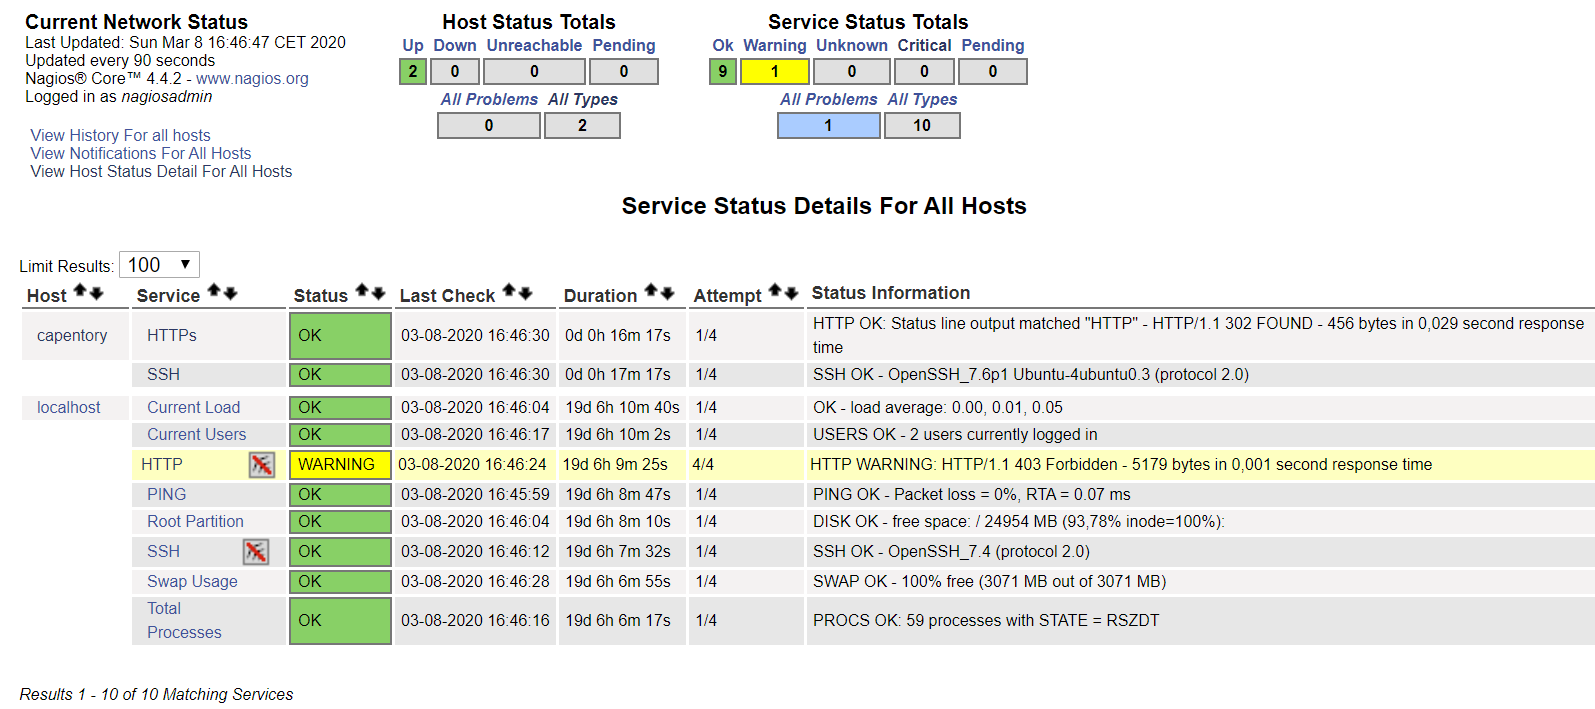 Current Network Status
Last Updated: Sun Mar 8 16:46:47 CET 2020
Updated every 90 seconds
Nagios® Core™ 4.4.2 - www.nagios.org
Logged in as nagiosadmin
View History For all hosts
View Notifications For All Hosts
View Host Status Detail For All Hosts
Host Status Totals
Up Down Unreachable Pending
2 0 0 0
All Problems All Types
0 2
Service Status Totals
Ok Warning Unknown Critical Pending
9 1 0 0 0
All Problems All Types
1 10
Service Status Details For All Hosts
Limit Results: 100
Host Service Status Last Check Duration Attempt Status Information
capentory HTTPs OK 03-08-2020 16:46:30 0d 0h 16m 17s 1/4 HTTP OK: Status line output matched "HTTP" - HTTP/1.1 302 FOUND - 456 bytes in 0,029 second response
time
SSH OK 03-08-2020 16:46:30 0d 0h 17m 17s 1/4 SSH OK - OpenSSH_7.6p1 Ubuntu-4ubuntu0.3 (protocol 2.0)
localhost Current Load OK 03-08-2020 16:46:04 19d 6h 10m 40s 1/4 OK - load average: 0.00, 0.01, 0.05
Current Users OK 03-08-2020 16:46:17 19d 6h 10m 2s 1/4 USERS OK - 2 users currently logged in
HTTP WARNING 03-08-2020 16:46:24 19d 6h 9m 25s 4/4 HTTP WARNING: HTTP/1.1 403 Forbidden - 5179 bytes in 0,001 second response time
PING OK 03-08-2020 16:45:59 19d 6h 8m 47s 1/4 PING OK - Packet loss = 0%, RTA = 0.07 ms
Root Partition OK 03-08-2020 16:46:04 19d 6h 8m 10s 1/4 DISK OK - free space: / 24954 MB (93,78% inode=100%):
SSH OK 03-08-2020 16:46:12 19d 6h 7m 32s 1/4 SSH OK - OpenSSH_7.4 (protocol 2.0)
Swap Usage OK 03-08-2020 16:46:28 19d 6h 6m 55s 1/4 SWAP OK - 100% free (3071 MB out of 3071 MB)
Total
Processes OK 03-08-2020 16:46:16 19d 6h 6m 17s 1/4 PROCS OK: 59 processes with STATE = RSZDT
Results 1 - 10 of 10 Matching Services